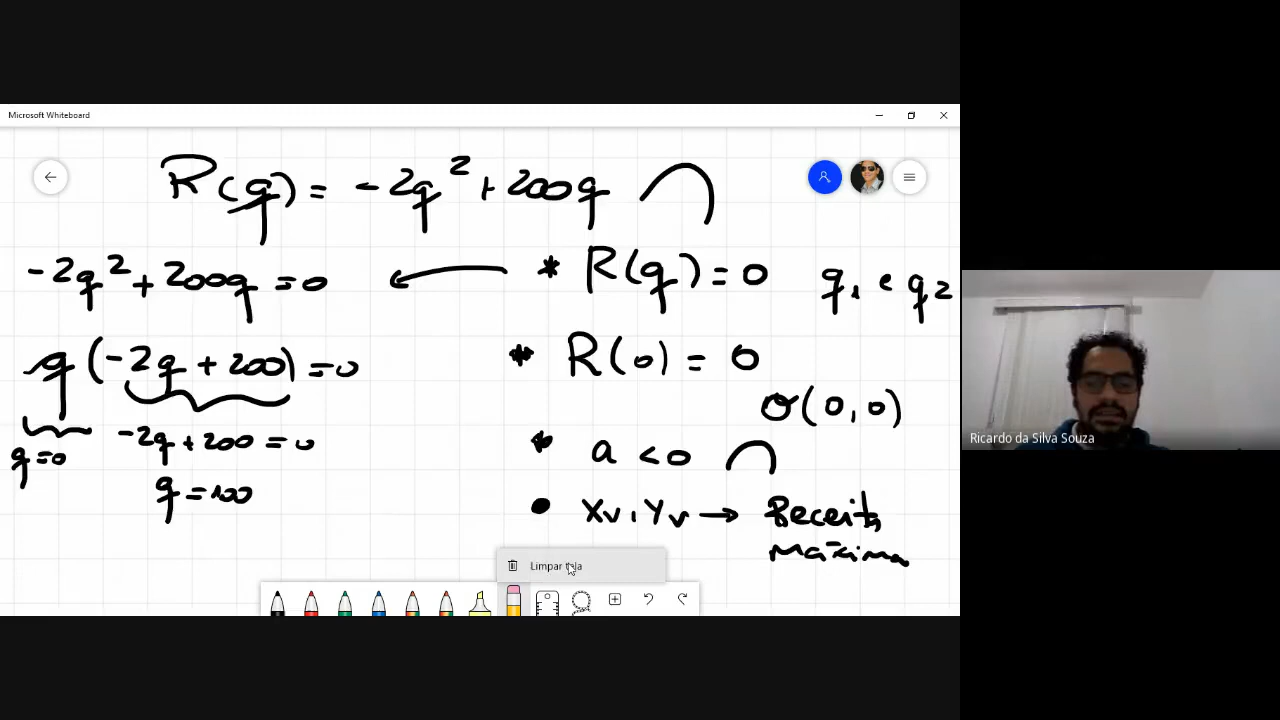 Microsoft Whiteboard
R(q) = -2q² + 200q
-2q² + 200q = 0
* R(q) = 0 q₁ e q₂
q(-2q + 200) = 0
* R(0) = 0
O(0,0)
q = 0
-2q + 200 = 0
* a < 0
q = 100
• Xv, Yv → Receita
máxima
Limpar tela
Ricardo da Silva Souza